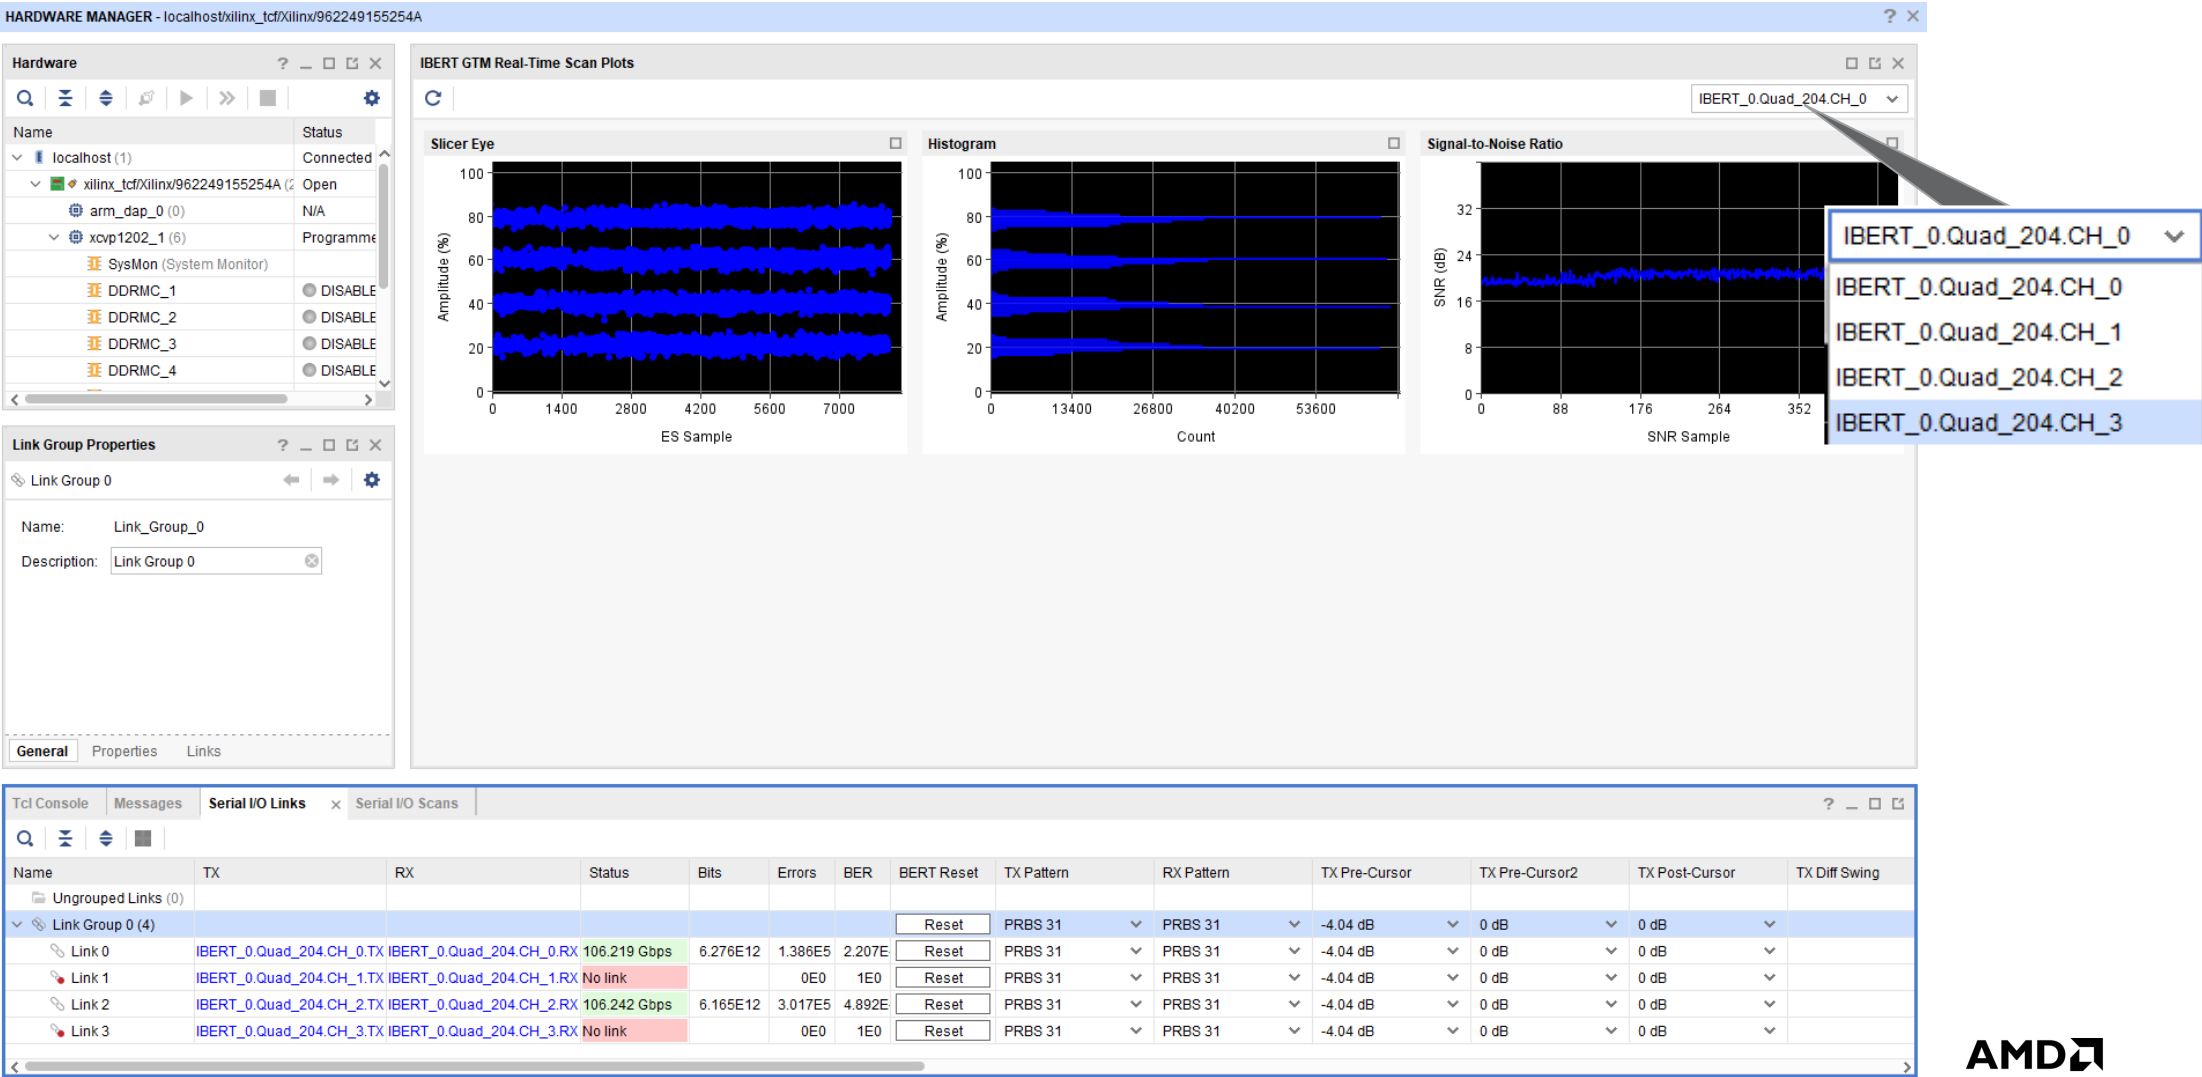 HARDWARE MANAGER - localhost/xilinx_tcf/Xilinx/962249155254A
Hardware
Name Status
localhost (1) Connected
xilinx_tcf/Xilinx/962249155254A (2 Open
arm_dap_0 (0) N/A
xcvp1202_1 (6) Programme
SysMon (System Monitor)
DDRMC_1 DISABLE
DDRMC_2 DISABLE
DDRMC_3 DISABLE
DDRMC_4 DISABLE
Link Group Properties
Link Group 0
Name: Link_Group_0
Description: Link Group 0
General Properties Links
IBERT GTM Real-Time Scan Plots
IBERT_0.Quad_204.CH_0
Slicer Eye
Amplitude (%)
100
80
60
40
20
0
0 1400 2800 4200 5600 7000
ES Sample
Histogram
Amplitude (%)
100
80
60
40
20
0
0 13400 26800 40200 53600
Count
Signal-to-Noise Ratio
SNR (dB)
32
24
16
8
0
0 88 176 264 352
SNR Sample
IBERT_0.Quad_204.CH_0
IBERT_0.Quad_204.CH_0
IBERT_0.Quad_204.CH_1
IBERT_0.Quad_204.CH_2
IBERT_0.Quad_204.CH_3
Tcl Console Messages Serial I/O Links Serial I/O Scans
Name TX RX Status Bits Errors BER BERT Reset TX Pattern RX Pattern TX Pre-Cursor TX Pre-Cursor2 TX Post-Cursor TX Diff Swing
Ungrouped Links (0)
Link Group 0 (4) Reset PRBS 31 PRBS 31 -4.04 dB 0 dB 0 dB
Link 0 IBERT_0.Quad_204.CH_0.TX IBERT_0.Quad_204.CH_0.RX 106.219 Gbps 6.276E12 1.386E5 2.207E Reset PRBS 31 PRBS 31 -4.04 dB 0 dB 0 dB
Link 1 IBERT_0.Quad_204.CH_1.TX IBERT_0.Quad_204.CH_1.RX No link 0E0 1E0 Reset PRBS 31 PRBS 31 -4.04 dB 0 dB 0 dB
Link 2 IBERT_0.Quad_204.CH_2.TX IBERT_0.Quad_204.CH_2.RX 106.242 Gbps 6.165E12 3.017E5 4.892E Reset PRBS 31 PRBS 31 -4.04 dB 0 dB 0 dB
Link 3 IBERT_0.Quad_204.CH_3.TX IBERT_0.Quad_204.CH_3.RX No link 0E0 1E0 Reset PRBS 31 PRBS 31 -4.04 dB 0 dB 0 dB
AMD